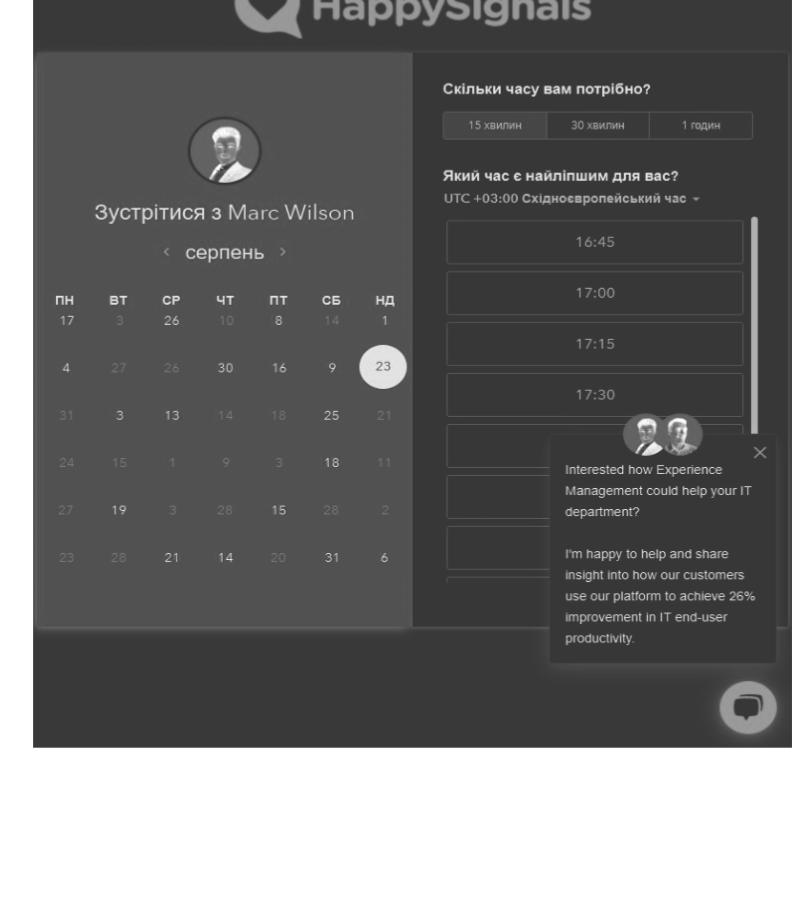 HappySignals
Зустрітися з Marc Wilson
‹ серпень ›
ПН ВТ СР ЧТ ПТ СБ НД
17 3 26 10 8 14 1
4 27 26 30 16 9 23
31 3 13 14 18 25 21
24 15 1 9 3 18 11
27 19 3 28 15 28 2
23 28 21 14 20 31 6
Скільки часу вам потрібно?
15 хвилин 30 хвилин 1 годин
Який час є найліпшим для вас?
UTC +03:00 Східноєвропейський час
16:45
17:00
17:15
17:30
Interested how Experience
Management could help your IT
department?
I'm happy to help and share
insight into how our customers
use our platform to achieve 26%
improvement in IT end-user
productivity.